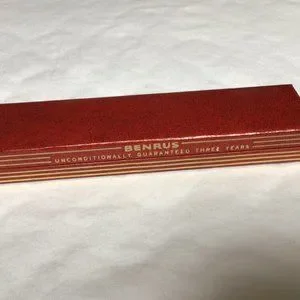 BENRUS
UNCONDITIONALLY GUARANTEED THREE YEARS